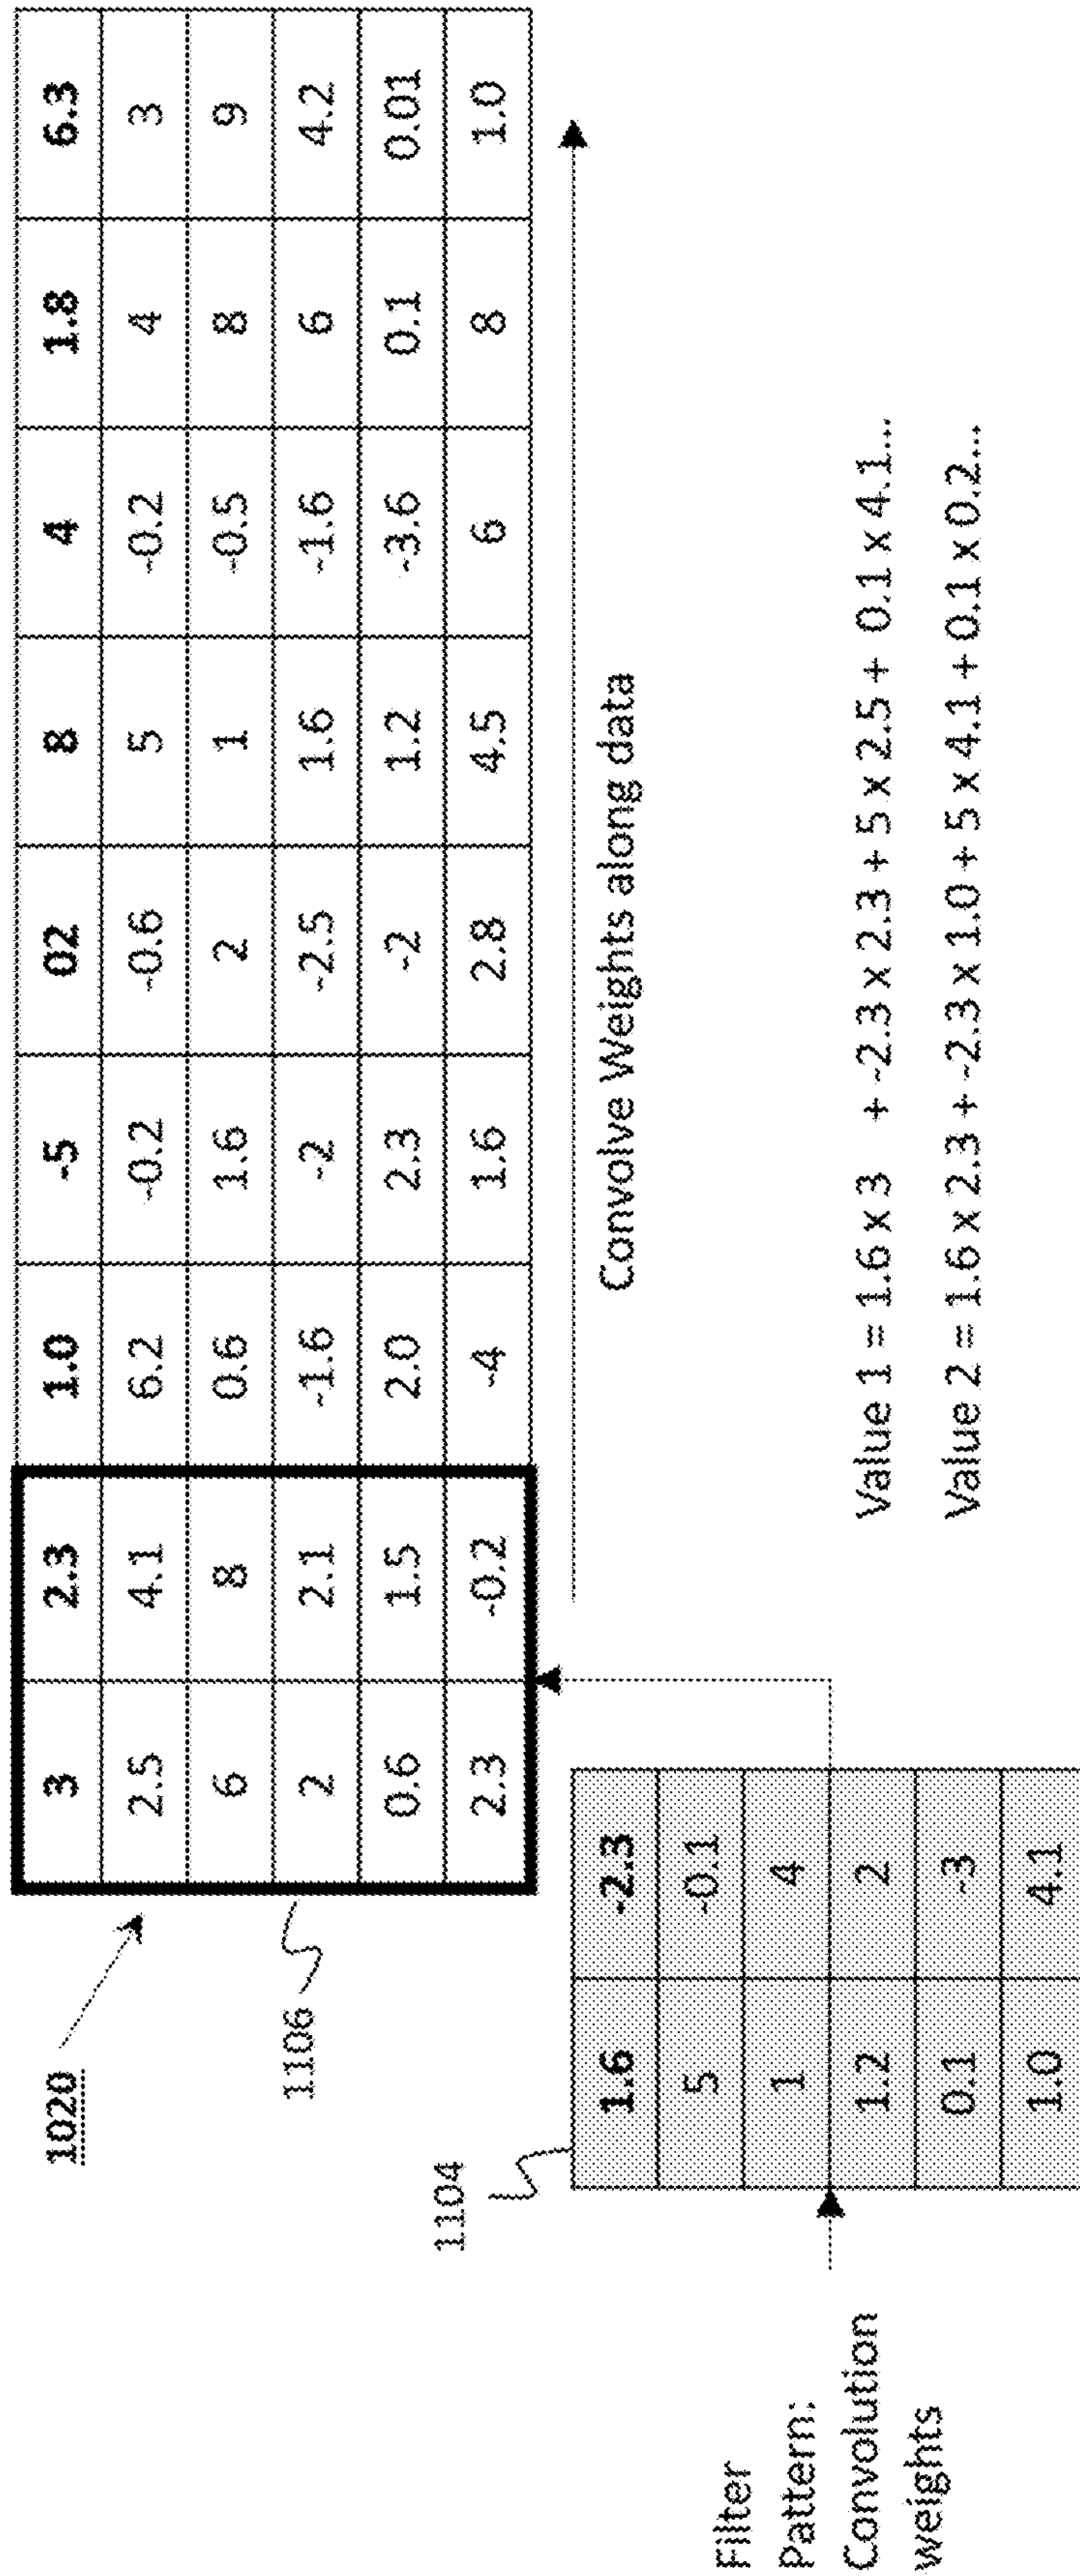 1020
3 2.3 1.0 -5 02 8 4 1.8 6.3
2.5 4.1 6.2 -0.2 -0.6 5 -0.2 4 3
6 8 0.6 1.6 2 1 -0.5 8 9
2 2.1 -1.6 -2 -2.5 1.6 -1.6 6 4.2
0.6 1.5 2.0 2.3 -2 1.2 -3.6 0.1 0.01
2.3 -0.2 -4 1.6 2.8 4.5 6 8 1.0
1106
Convolve Weights along data
1104
1.6 -2.3
5 -0.1
1 4
1.2 2
0.1 -3
1.0 4.1
Filter
Pattern:
Convolution
weights
Value 1 = 1.6 x 3 + -2.3 x 2.3 + 5 x 2.5 + 0.1 x 4.1...
Value 2 = 1.6 x 2.3 + -2.3 x 1.0 + 5 x 4.1 + 0.1 x 0.2...